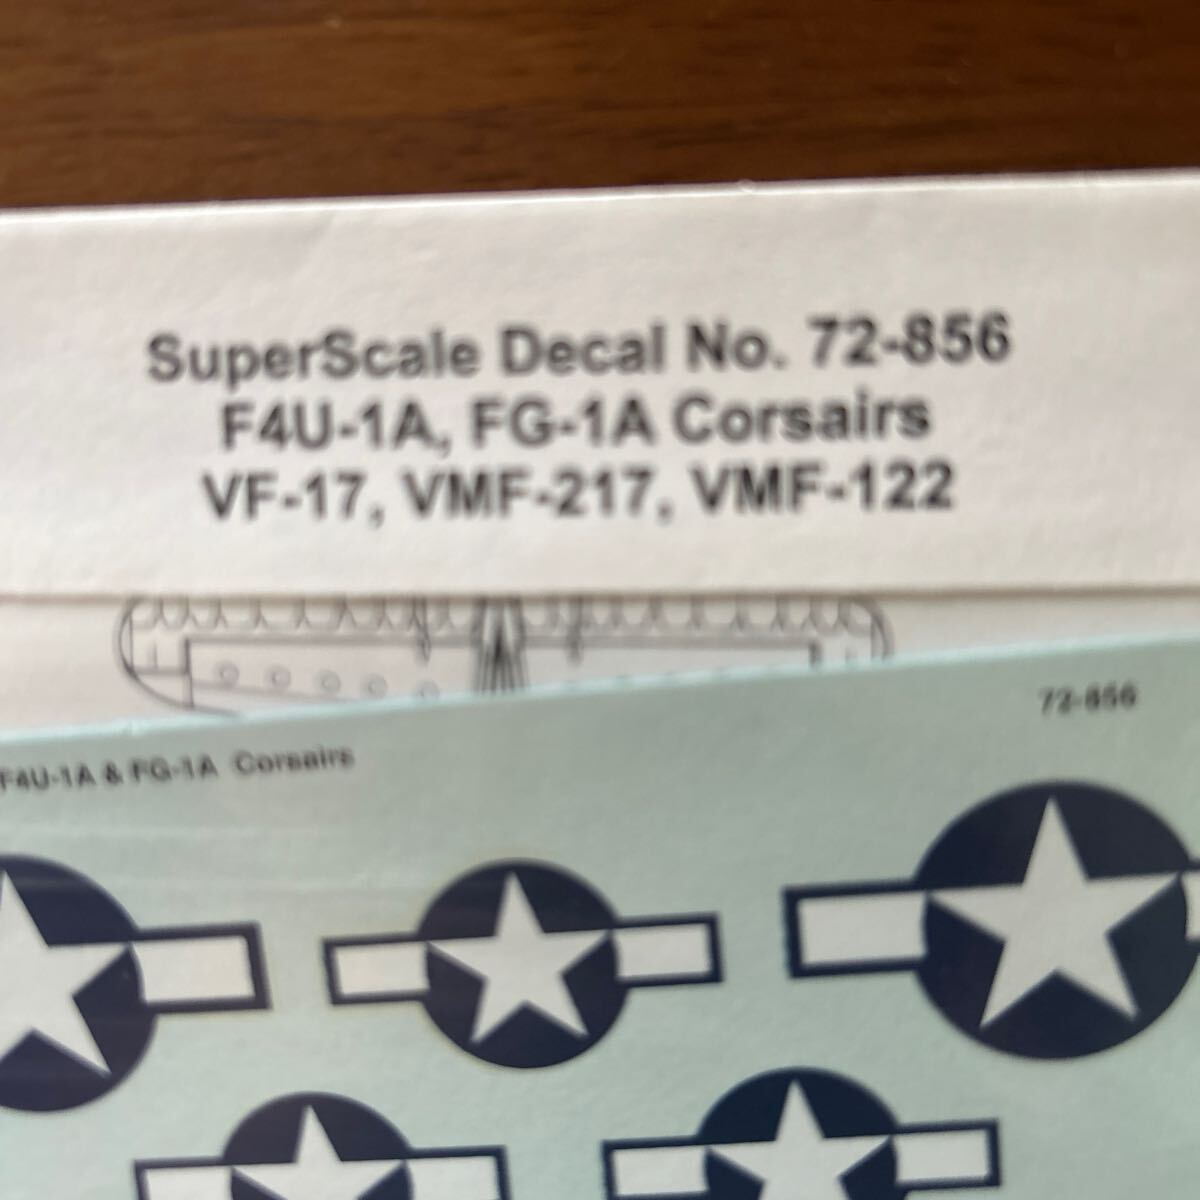 SuperScale Decal No. 72-856
F4U-1A, FG-1A Corsairs
VF-17, VMF-217, VMF-122
72-856
F4U-1A & FG-1A Corsairs